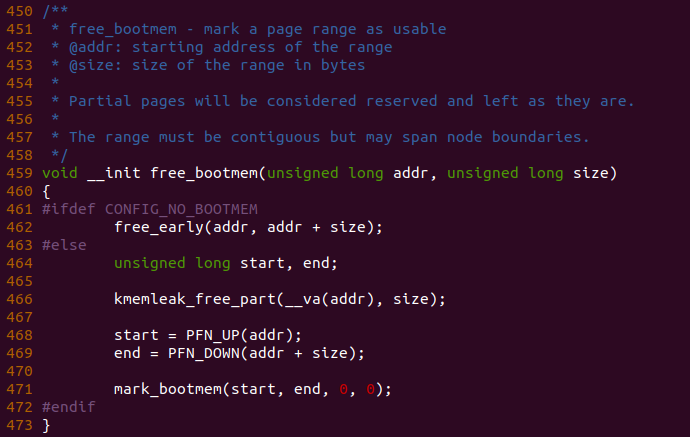 450 /**
451  * free_bootmem - mark a page range as usable
452  * @addr: starting address of the range
453  * @size: size of the range in bytes
454  *
455  * Partial pages will be considered reserved and left as they are.
456  *
457  * The range must be contiguous but may span node boundaries.
458  */
459 void __init free_bootmem(unsigned long addr, unsigned long size)
460 {
461 #ifdef CONFIG_NO_BOOTMEM
462         free_early(addr, addr + size);
463 #else
464         unsigned long start, end;
465
466         kmemleak_free_part(__va(addr), size);
467
468         start = PFN_UP(addr);
469         end = PFN_DOWN(addr + size);
470
471         mark_bootmem(start, end, 0, 0);
472 #endif
473 }